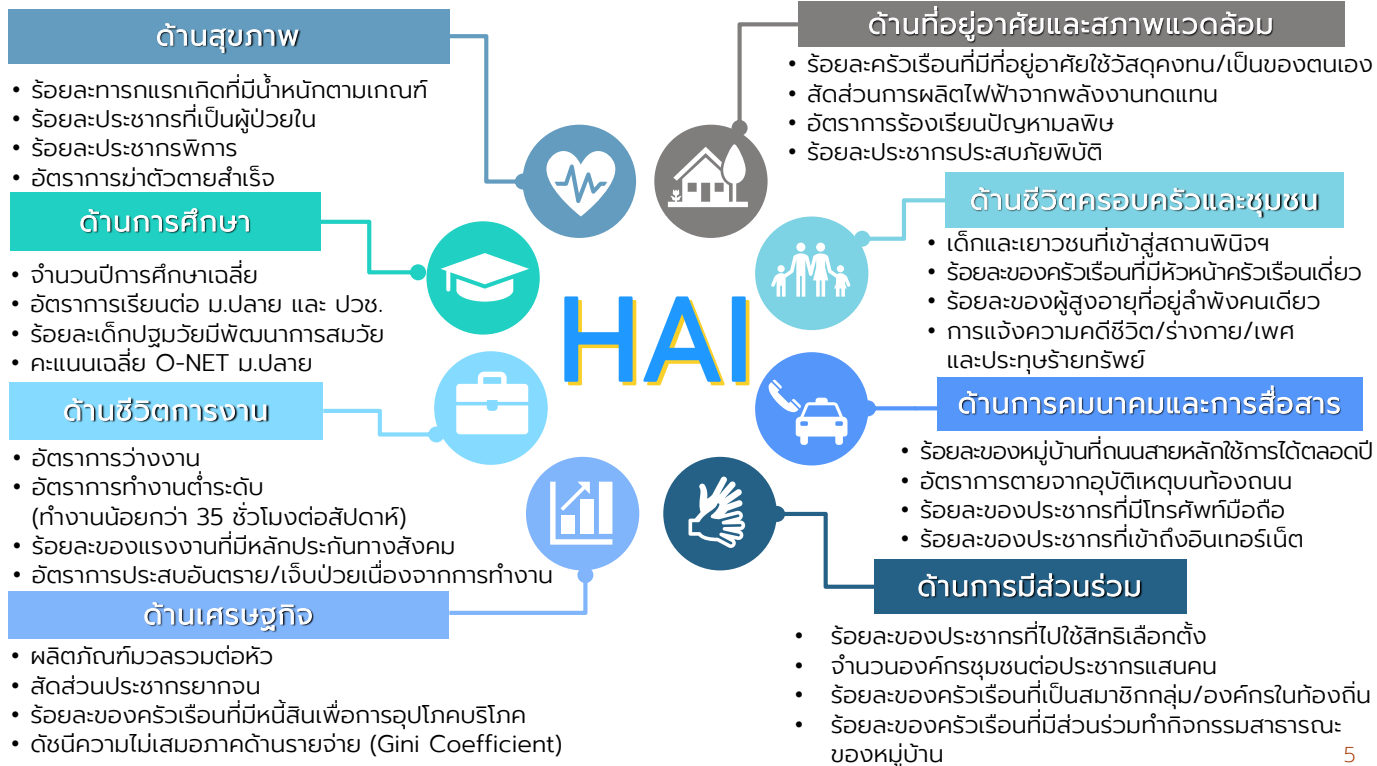 ด้านสุขภาพ
• ร้อยละทารกแรกเกิดที่มีน้ำหนักตามเกณฑ์
• ร้อยละประชากรที่เป็นผู้ป่วยใน
• ร้อยละประชากรพิการ
• อัตราการฆ่าตัวตายสำเร็จ
ด้านการศึกษา
• จำนวนปีการศึกษาเฉลี่ย
• อัตราการเรียนต่อ ม.ปลาย และ ปวช.
• ร้อยละเด็กปฐมวัยมีพัฒนาการสมวัย
• คะแนนเฉลี่ย O-NET ม.ปลาย
ด้านชีวิตการงาน
• อัตราการว่างงาน
• อัตราการทำงานต่ำระดับ
(ทำงานน้อยกว่า 35 ชั่วโมงต่อสัปดาห์)
• ร้อยละของแรงงานที่มีหลักประกันทางสังคม
• อัตราการประสบอันตราย/เจ็บป่วยเนื่องจากการทำงาน
ด้านเศรษฐกิจ
• ผลิตภัณฑ์มวลรวมต่อหัว
• สัดส่วนประชากรยากจน
• ร้อยละของครัวเรือนที่มีหนี้สินเพื่อการอุปโภคบริโภค
• ดัชนีความไม่เสมอภาคด้านรายจ่าย (Gini Coefficient)
HAI
ด้านที่อยู่อาศัยและสภาพแวดล้อม
• ร้อยละครัวเรือนที่มีที่อยู่อาศัยใช้วัสดุคงทน/เป็นของตนเอง
• สัดส่วนการผลิตไฟฟ้าจากพลังงานทดแทน
• อัตราการร้องเรียนปัญหามลพิษ
• ร้อยละประชากรประสบภัยพิบัติ
ด้านชีวิตครอบครัวและชุมชน
• เด็กและเยาวชนที่เข้าสู่สถานพินิจฯ
• ร้อยละของครัวเรือนที่มีหัวหน้าครัวเรือนเดี่ยว
• ร้อยละของผู้สูงอายุที่อยู่ลำพังคนเดียว
• การแจ้งความคดีชีวิต/ร่างกาย/เพศ
และประทุษร้ายทรัพย์
ด้านการคมนาคมและการสื่อสาร
• ร้อยละของหมู่บ้านที่ถนนสายหลักใช้การได้ตลอดปี
• อัตราการตายจากอุบัติเหตุบนท้องถนน
• ร้อยละของประชากรที่มีโทรศัพท์มือถือ
• ร้อยละของประชากรที่เข้าถึงอินเทอร์เน็ต
ด้านการมีส่วนร่วม
• ร้อยละของประชากรที่ไปใช้สิทธิเลือกตั้ง
• จำนวนองค์กรชุมชนต่อประชากรแสนคน
• ร้อยละของครัวเรือนที่เป็นสมาชิกกลุ่ม/องค์กรในท้องถิ่น
• ร้อยละของครัวเรือนที่มีส่วนร่วมทำกิจกรรมสาธารณะ
ของหมู่บ้าน
5